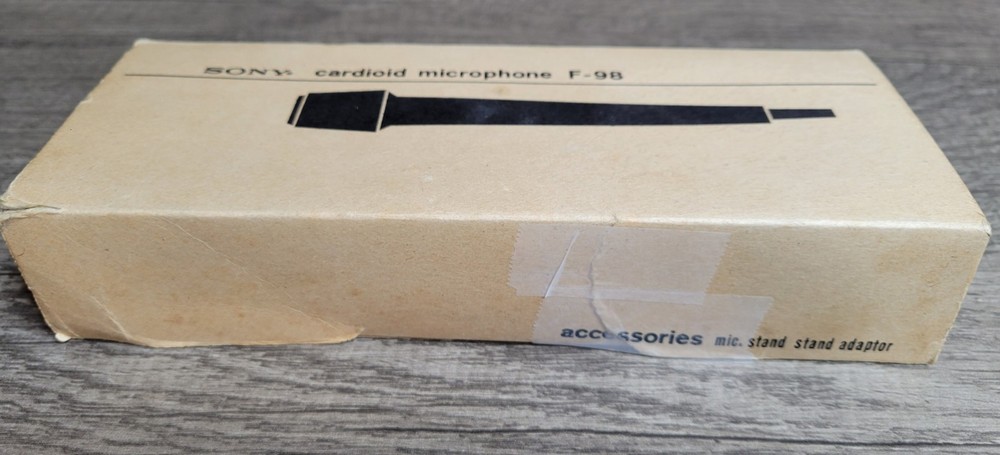 SONY® cardioid microphone F-98
accessories mic. stand stand adaptor